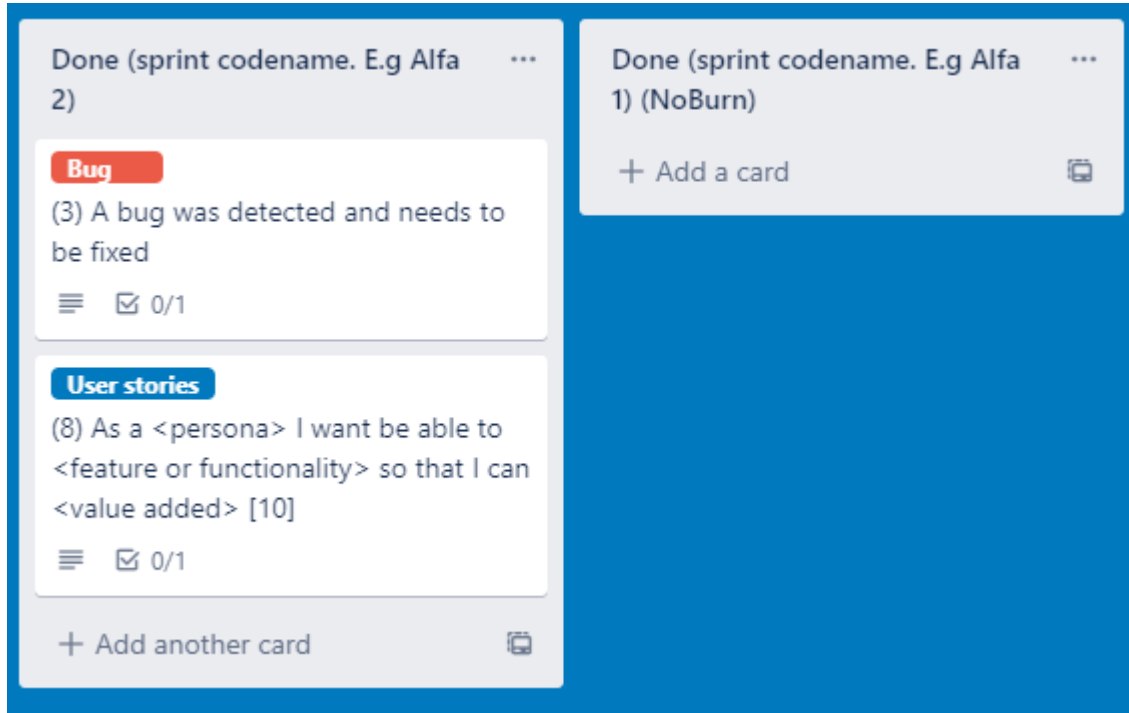 Done (sprint codename. E.g Alfa
2)
Bug
(3) A bug was detected and needs to
be fixed
0/1
User stories
(8) As a <persona> I want be able to
<feature or functionality> so that I can
<value added> [10]
0/1
+ Add another card
Done (sprint codename. E.g Alfa
1) (NoBurn)
+ Add a card